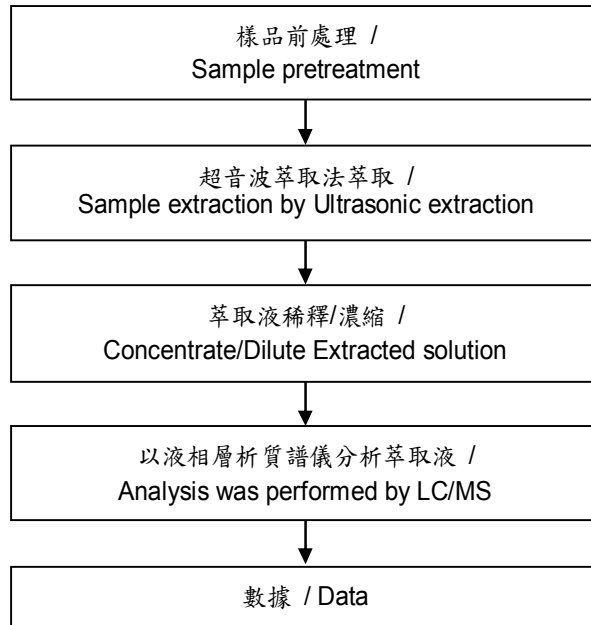 樣品前處理 /
Sample pretreatment
超音波萃取法萃取 /
Sample extraction by Ultrasonic extraction
萃取液稀釋/濃縮 /
Concentrate/Dilute Extracted solution
以液相層析質譜儀分析萃取液 /
Analysis was performed by LC/MS
數據 / Data